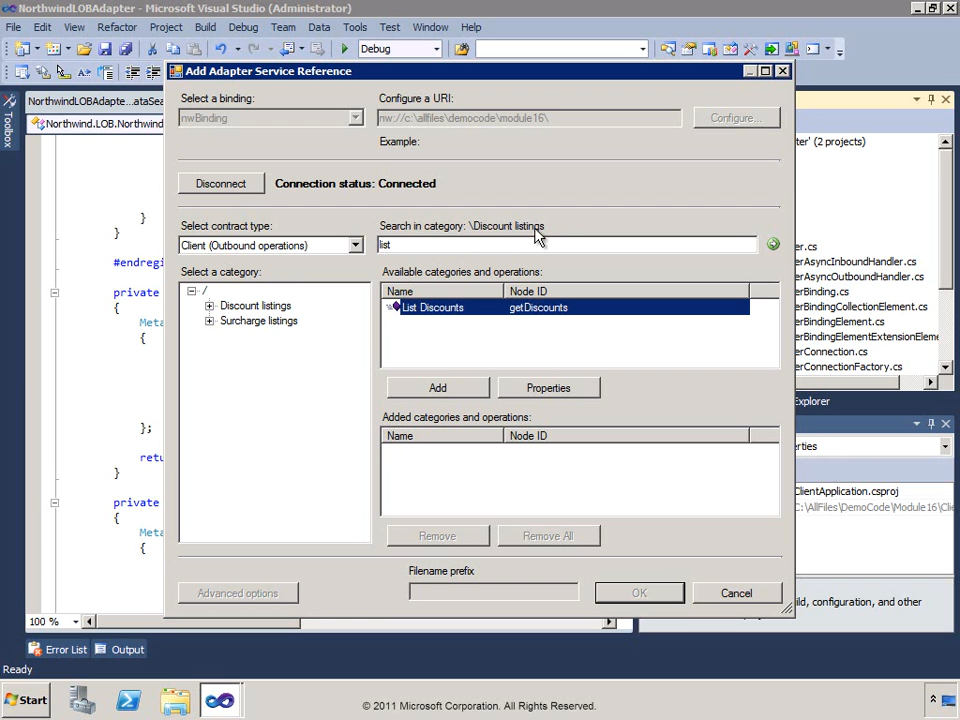 NorthwindLOBAdapter - Microsoft Visual Studio (Administrator)
File Edit View Refactor Project Build Debug Team Data Tools Test Window Help
Debug
Toolbox
NorthwindLOBAdapte...ataSea
Northwind.LOB.Northwind
}
}
#endregi
private
{
Meta
{
};
retu
}
private
{
Meta
{
100 %
Add Adapter Service Reference
Select a binding:
nwBinding
Configure a URI:
nw://c:\allfiles\democode\module16\
Configure...
Example:
Disconnect
Connection status: Connected
Select contract type:
Client (Outbound operations)
Search in category: \Discount listings
list
Select a category:
/
Discount listings
Surcharge listings
Available categories and operations:
Name Node ID
List Discounts getDiscounts
Add Properties
Added categories and operations:
Name Node ID
Remove Remove All
Filename prefix
Advanced options
OK Cancel
ter' (2 projects)
er.cs
erAsyncInboundHandler.cs
erAsyncOutboundHandler.cs
erBinding.cs
erBindingCollectionElement.cs
erBindingElement.cs
erBindingElementExtensionEleme
erConnection.cs
erConnectionFactory.cs
Explorer
erties
rties
ClientApplication.csproj
C:\AllFiles\DemoCode\Module16\Clie
ild, configuration, and other
Error List Output
Ready
Start
© 2011 Microsoft Corporation. All Rights Reserved.